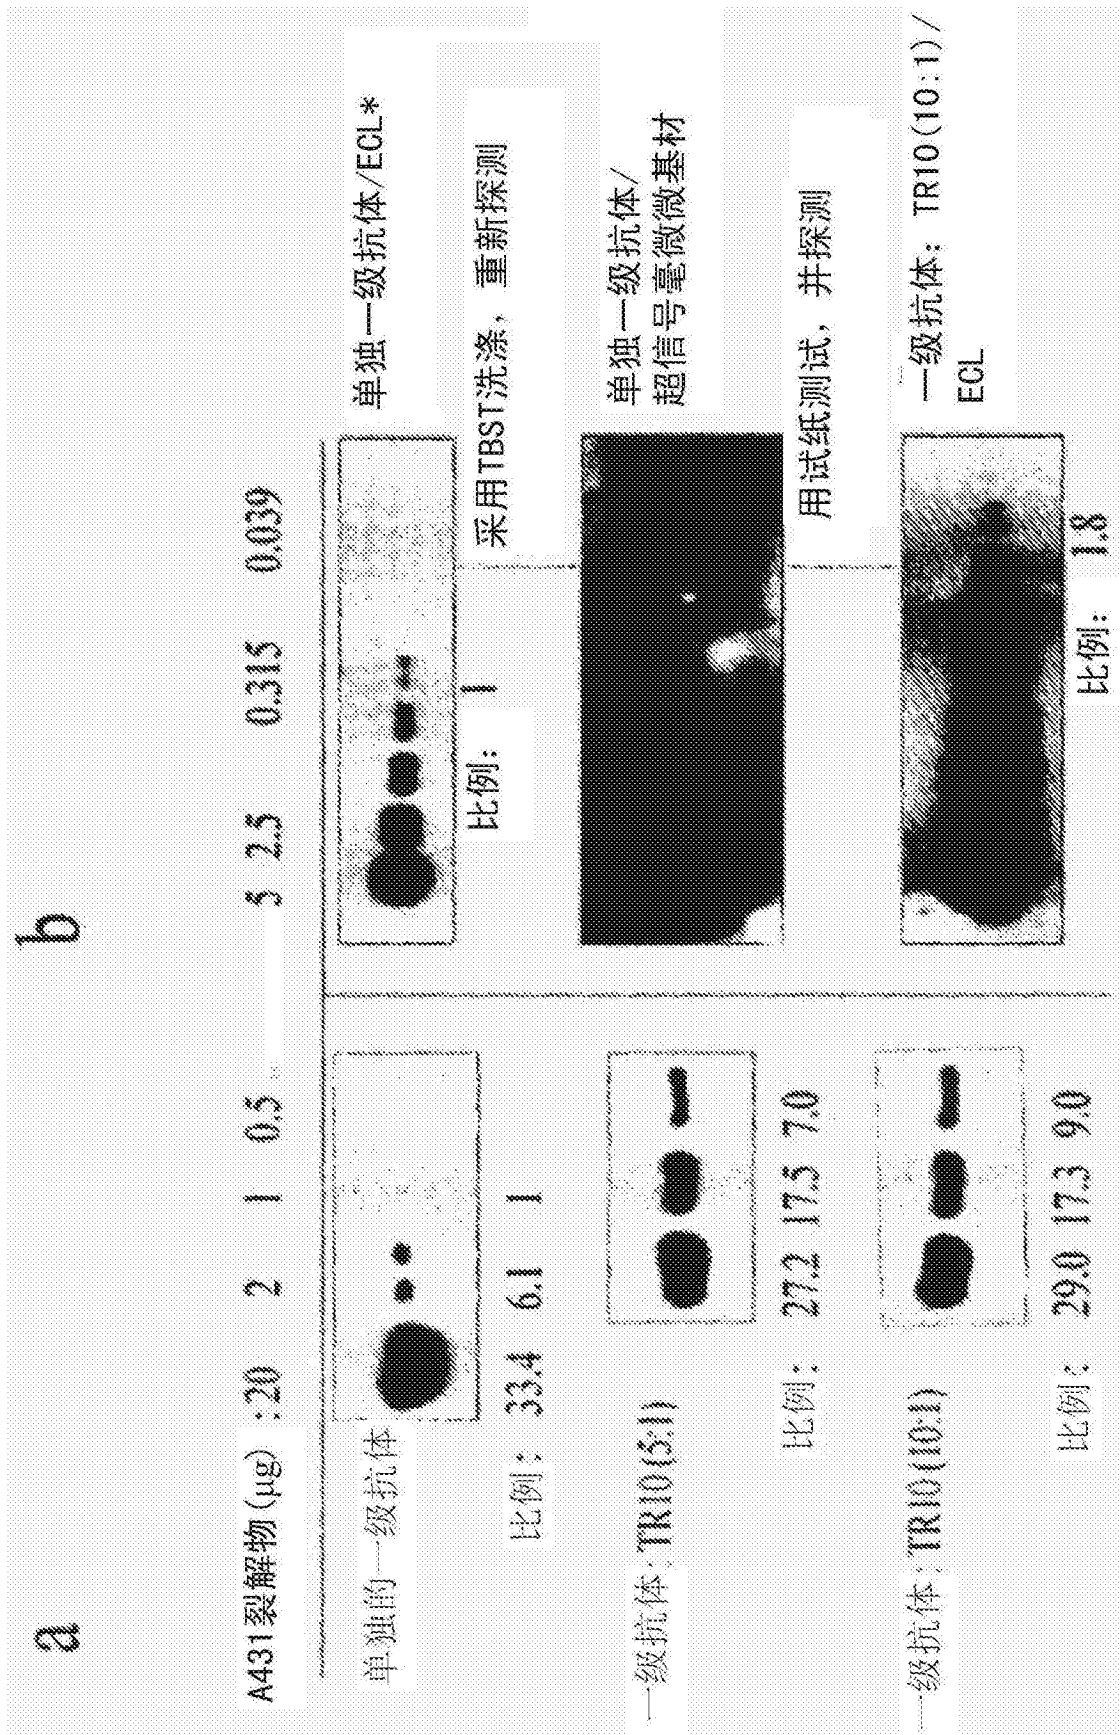 a
b
A431裂解物(μg) :20 2 1 0.5
5 2.5 0.315 0.039
单独的一级抗体
比例: 33.4 6.1 1
一级抗体:TR10(5:1)
比例: 27.2 17.5 7.0
一级抗体:TR10(10:1)
比例: 29.0 17.3 9.0
单独一级抗体/ECL*
比例: 1
采用TBST洗涤，重新探测
单独一级抗体/
超信号毫微微基材
用试纸测试，并探测
一级抗体：TR10(10:1)/
ECL
比例: 1.8